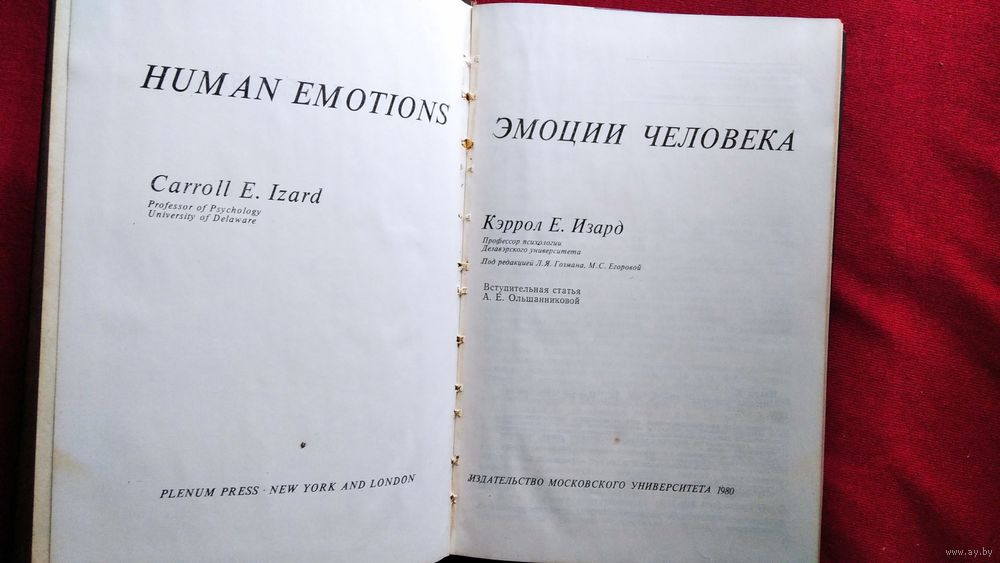 HUMAN EMOTIONS
Carroll E. Izard
Professor of Psychology
University of Delaware
PLENUM PRESS · NEW YORK AND LONDON
ЭМОЦИИ ЧЕЛОВЕКА
Кэррол Е. Изард
Профессор психологии
Делавэрского университета
Под редакцией Л.Я. Гозмана, М.С. Егоровой
Вступительная статья
А. Е. Ольшанниковой
ИЗДАТЕЛЬСТВО МОСКОВСКОГО УНИВЕРСИТЕТА 1980
www.ay.by